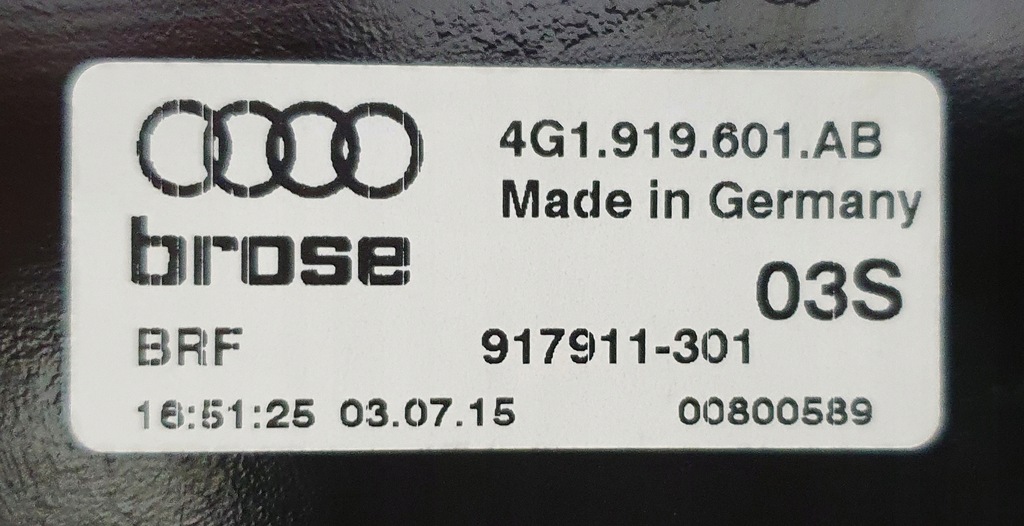 4G1.919.601.AB
Made in Germany
brose
03S
BRF 917911-301
16:51:25 03.07.15 00800589